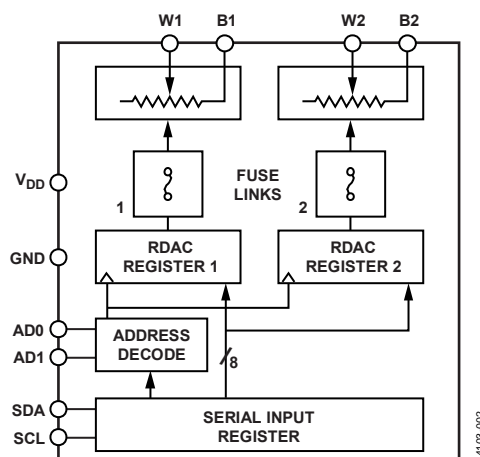 W1 B1 W2 B2
V_DD
1
FUSE
LINKS
2
GND
RDAC
REGISTER 1
RDAC
REGISTER 2
AD0
AD1
ADDRESS
DECODE
8
SDA
SCL
SERIAL INPUT
REGISTER